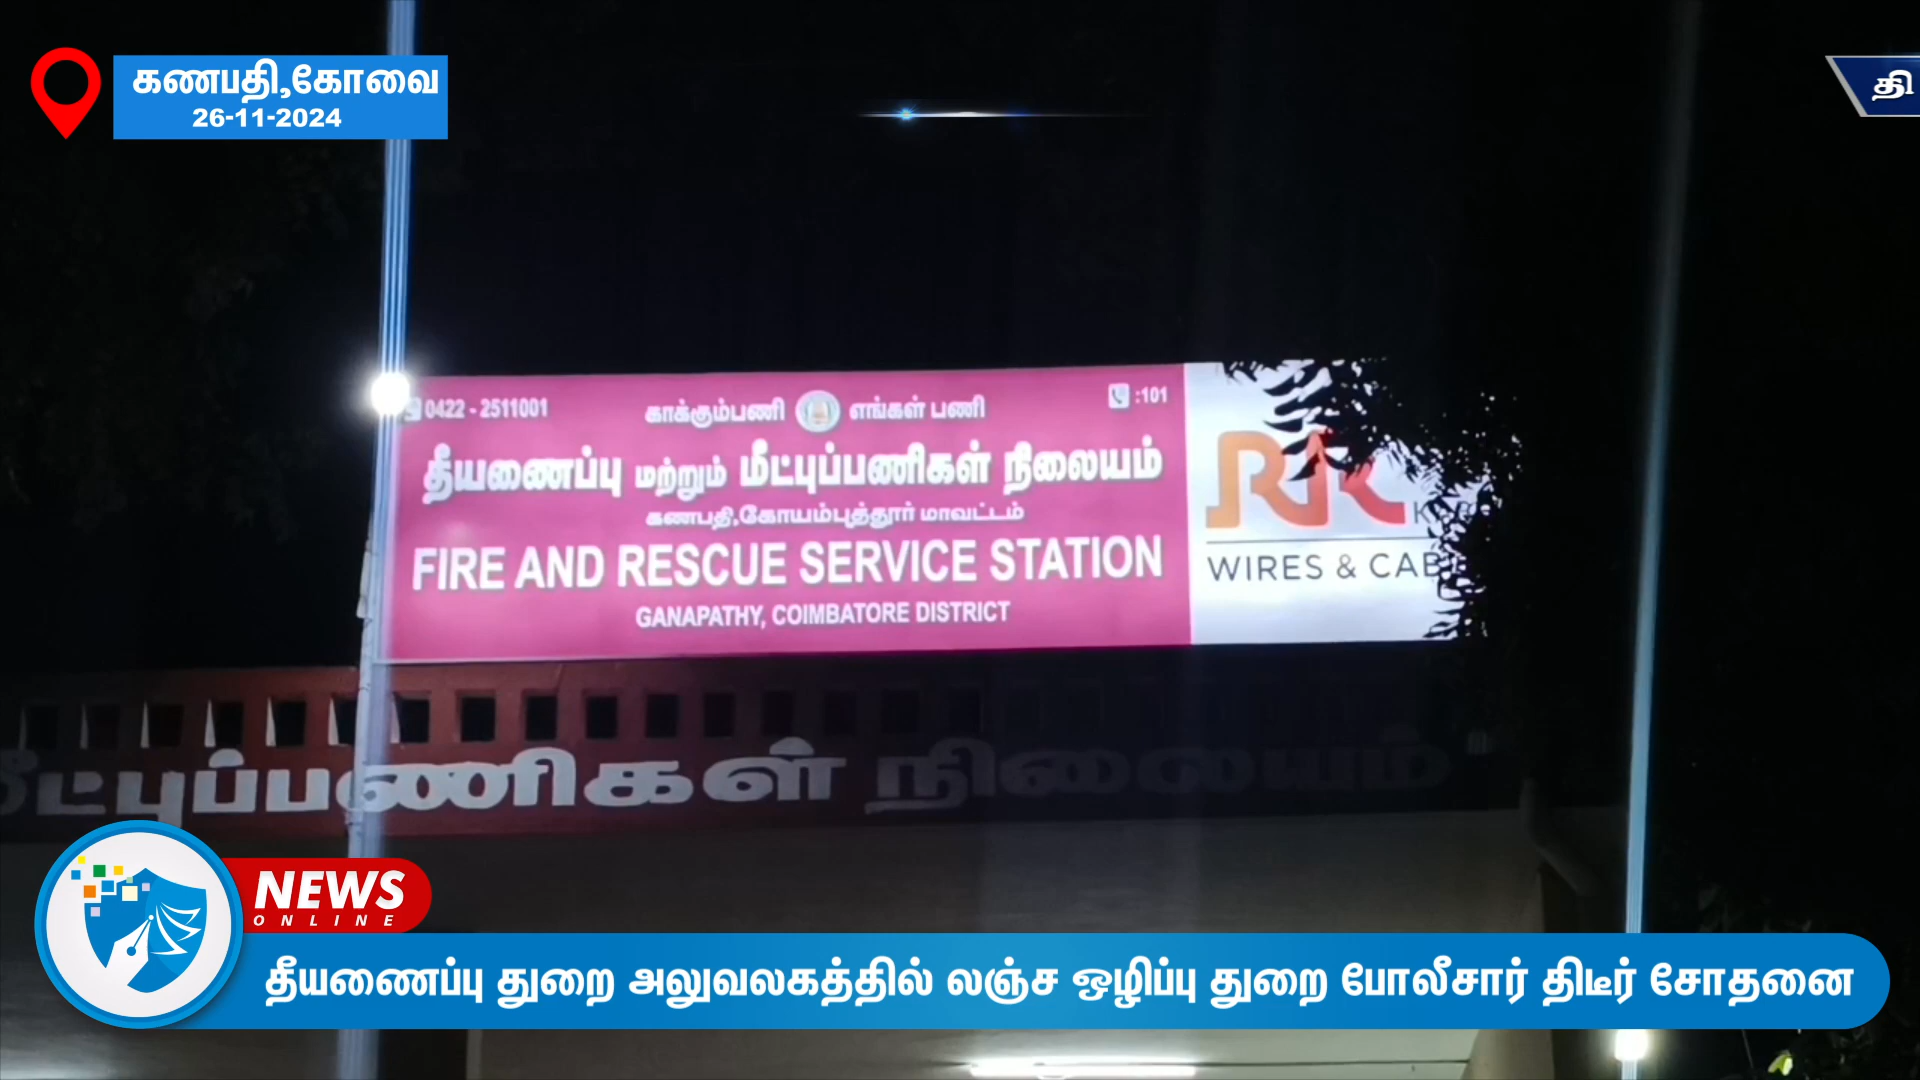 கணபதி,கோவை
26-11-2024
தி
0422 - 2511001
காக்கும்பணி எங்கள் பணி
:101
தீயணைப்பு மற்றும் மீட்புப்பணிகள் நிலையம்
கணபதி,கோயம்புத்தூர் மாவட்டம்
FIRE AND RESCUE SERVICE STATION
GANAPATHY, COIMBATORE DISTRICT
RR
WIRES &
மீட்புப்பணிகள் நிலையம்
NEWS
ONLINE
தீயணைப்பு துறை அலுவலகத்தில் லஞ்ச ஒழிப்பு துறை போலீசார் திடீர் சோதனை